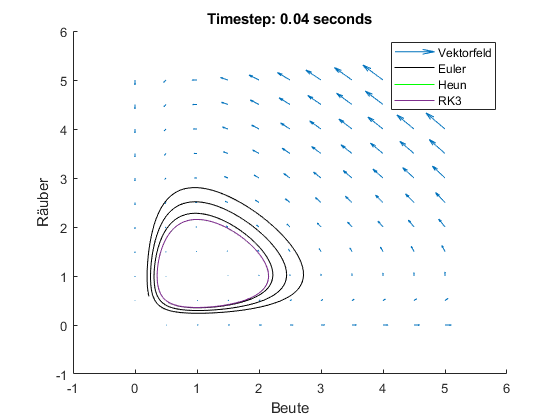 Timestep: 0.04 seconds
6
5
4
3
2
1
0
-1
Räuber
Vektorfeld
Euler
Heun
RK3
-1 0 1 2 3 4 5 6
Beute